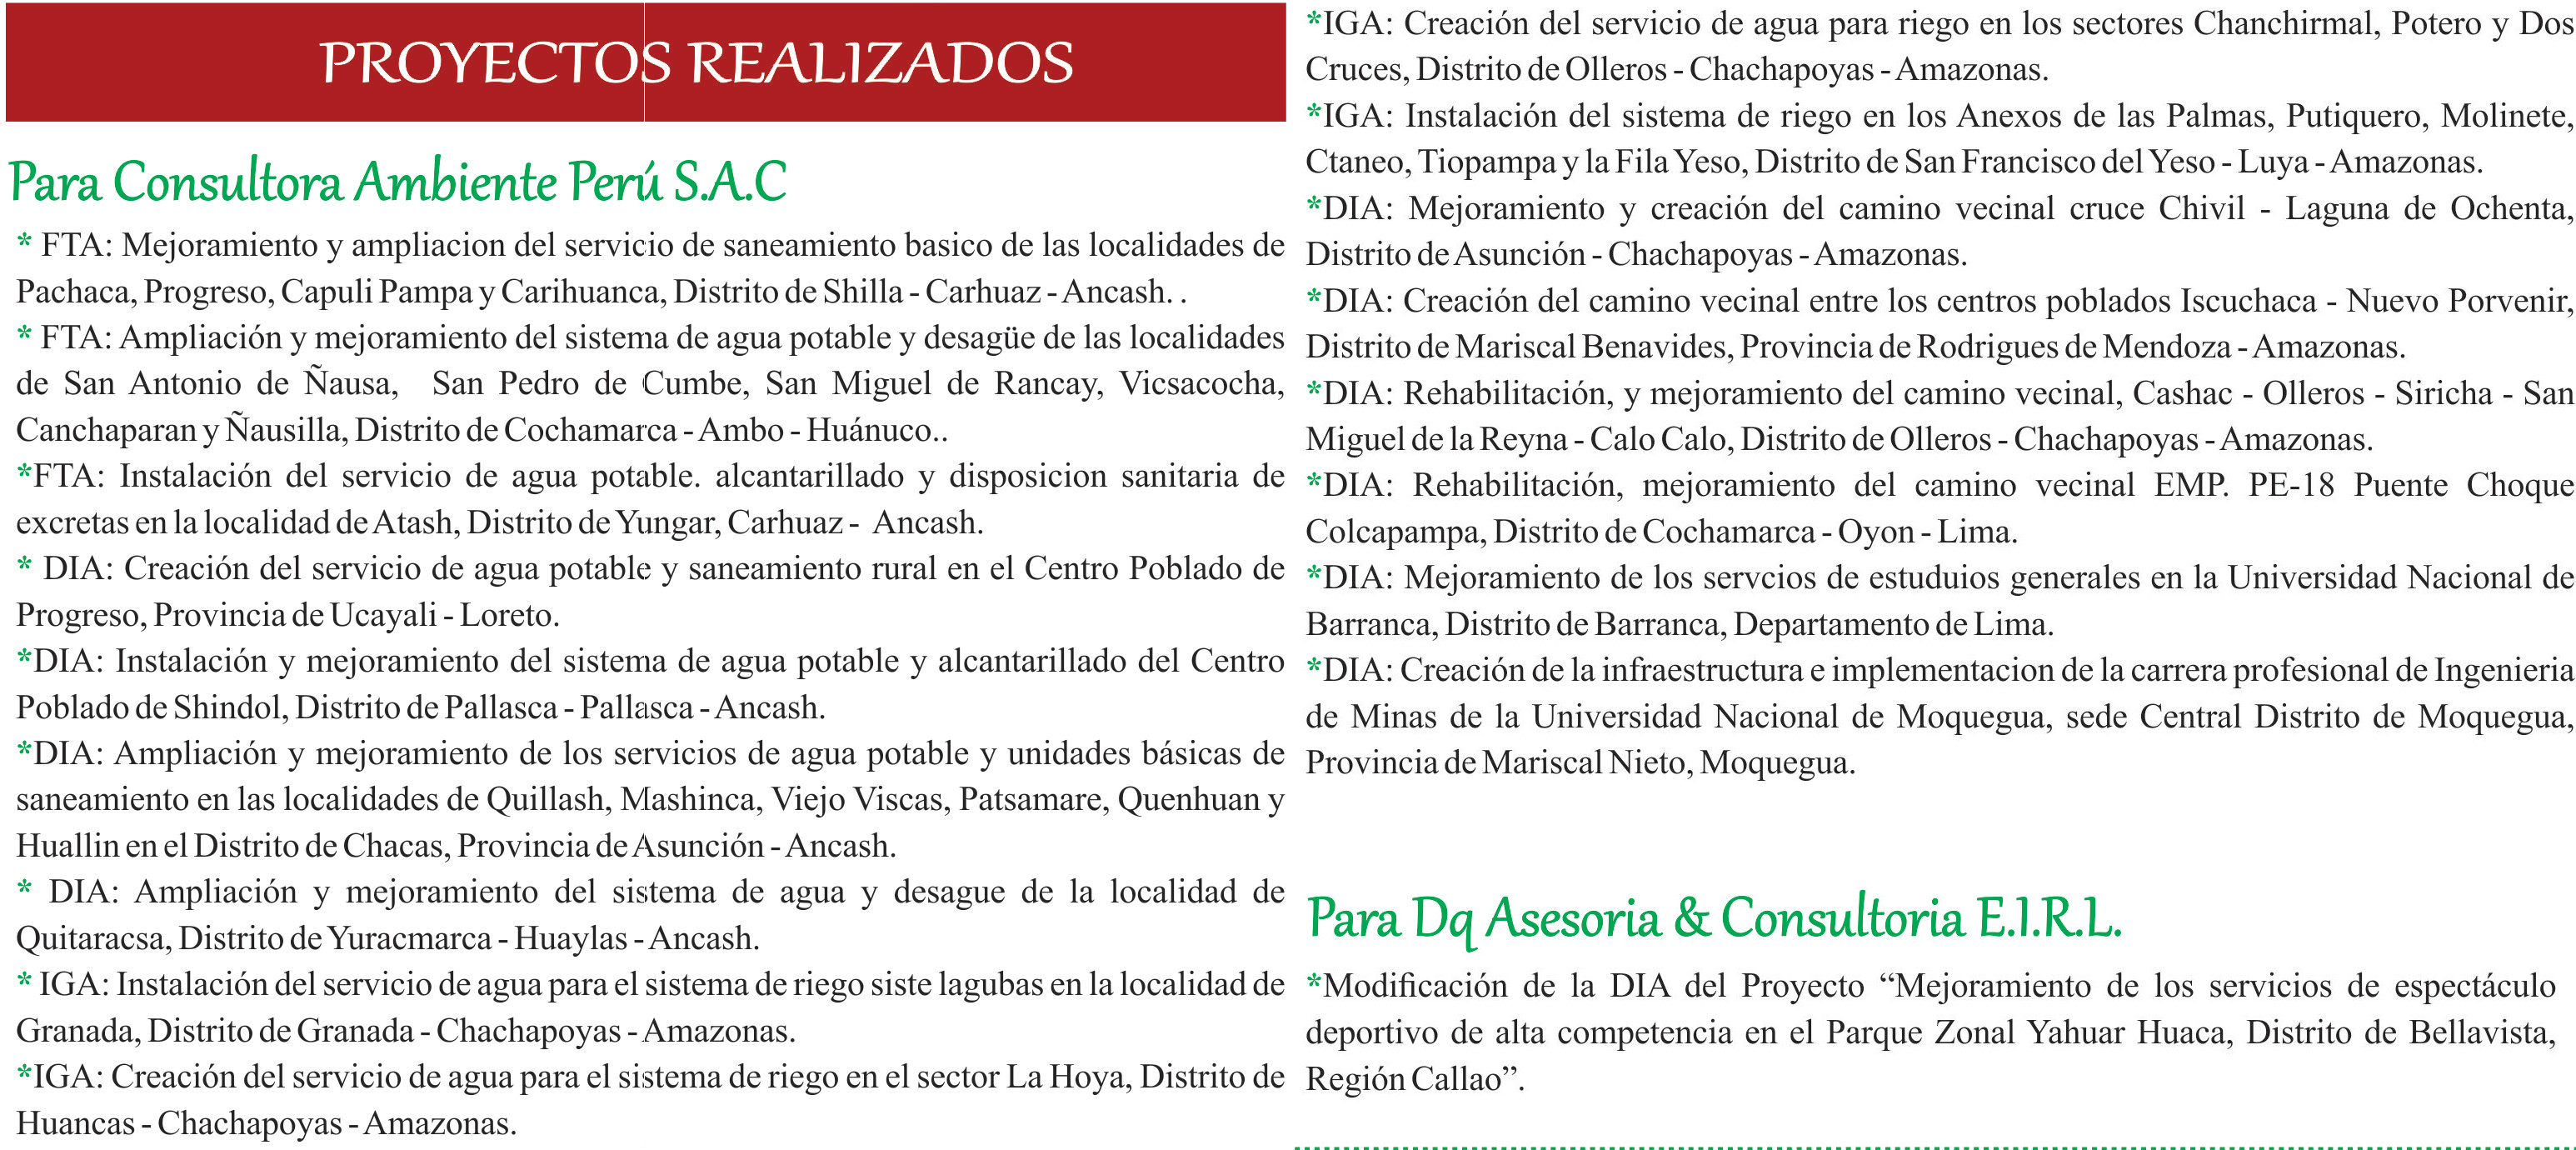 PROYECTOS REALIZADOS
Para Consultora Ambiente Perú S.A.C
* FTA: Mejoramiento y ampliacion del servicio de saneamiento basico de las localidades de
Pachaca, Progreso, Capuli Pampa y Carihuanca, Distrito de Shilla - Carhuaz - Ancash. .
* FTA: Ampliación y mejoramiento del sistema de agua potable y desagüe de las localidades
de San Antonio de Ñausa, San Pedro de Cumbe, San Miguel de Rancay, Vicsacocha,
Canchaparan y Ñausilla, Distrito de Cochamarca - Ambo - Huánuco..
*FTA: Instalación del servicio de agua potable. alcantarillado y disposicion sanitaria de
excretas en la localidad de Atash, Distrito de Yungar, Carhuaz - Ancash.
* DIA: Creación del servicio de agua potable y saneamiento rural en el Centro Poblado de
Progreso, Provincia de Ucayali - Loreto.
*DIA: Instalación y mejoramiento del sistema de agua potable y alcantarillado del Centro
Poblado de Shindol, Distrito de Pallasca - Pallasca - Ancash.
*DIA: Ampliación y mejoramiento de los servicios de agua potable y unidades básicas de
saneamiento en las localidades de Quillash, Mashinca, Viejo Viscas, Patsamare, Quenhuan y
Huallin en el Distrito de Chacas, Provincia de Asunción - Ancash.
* DIA: Ampliación y mejoramiento del sistema de agua y desague de la localidad de
Quitaracsa, Distrito de Yuracmarca - Huaylas - Ancash.
* IGA: Instalación del servicio de agua para el sistema de riego siste lagubas en la localidad de
Granada, Distrito de Granada - Chachapoyas - Amazonas.
*IGA: Creación del servicio de agua para el sistema de riego en el sector La Hoya, Distrito de
Huancas - Chachapoyas - Amazonas.
*IGA: Creación del servicio de agua para riego en los sectores Chanchirmal, Potero y Dos
Cruces, Distrito de Olleros - Chachapoyas - Amazonas.
*IGA: Instalación del sistema de riego en los Anexos de las Palmas, Putiquero, Molinete,
Ctaneo, Tiopampa y la Fila Yeso, Distrito de San Francisco del Yeso - Luya - Amazonas.
*DIA: Mejoramiento y creación del camino vecinal cruce Chivil - Laguna de Ochenta,
Distrito de Asunción - Chachapoyas - Amazonas.
*DIA: Creación del camino vecinal entre los centros poblados Iscuchaca - Nuevo Porvenir,
Distrito de Mariscal Benavides, Provincia de Rodrigues de Mendoza - Amazonas.
*DIA: Rehabilitación, y mejoramiento del camino vecinal, Cashac - Olleros - Siricha - San
Miguel de la Reyna - Calo Calo, Distrito de Olleros - Chachapoyas - Amazonas.
*DIA: Rehabilitación, mejoramiento del camino vecinal EMP. PE-18 Puente Choque
Colcapampa, Distrito de Cochamarca - Oyon - Lima.
*DIA: Mejoramiento de los servcios de estuduios generales en la Universidad Nacional de
Barranca, Distrito de Barranca, Departamento de Lima.
*DIA: Creación de la infraestructura e implementacion de la carrera profesional de Ingenieria
de Minas de la Universidad Nacional de Moquegua, sede Central Distrito de Moquegua,
Provincia de Mariscal Nieto, Moquegua.
Para Dq Asesoria & Consultoria E.I.R.L.
*Modificación de la DIA del Proyecto “Mejoramiento de los servicios de espectáculo
deportivo de alta competencia en el Parque Zonal Yahuar Huaca, Distrito de Bellavista,
Región Callao”.